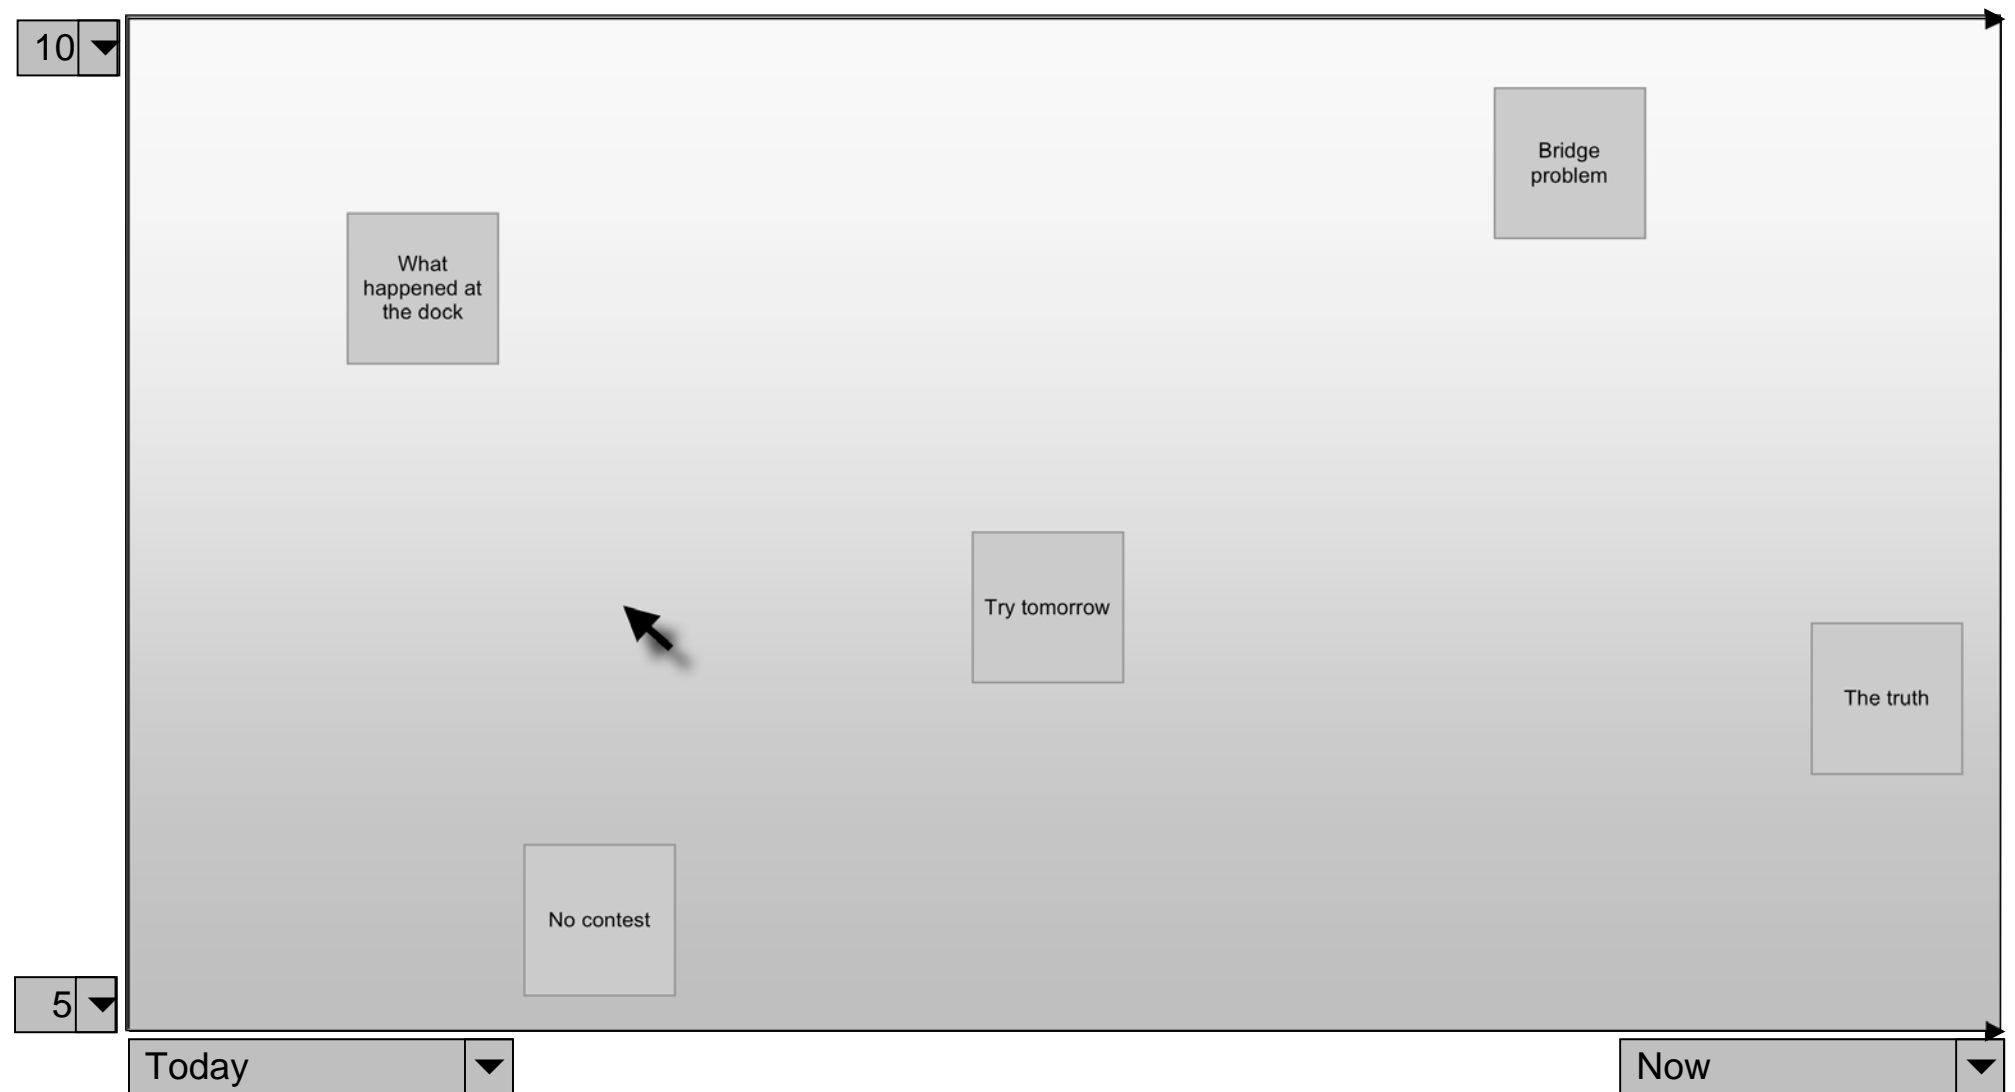 10
Bridge
problem
What
happened at
the dock
Try tomorrow
The truth
No contest
5
Today
Now